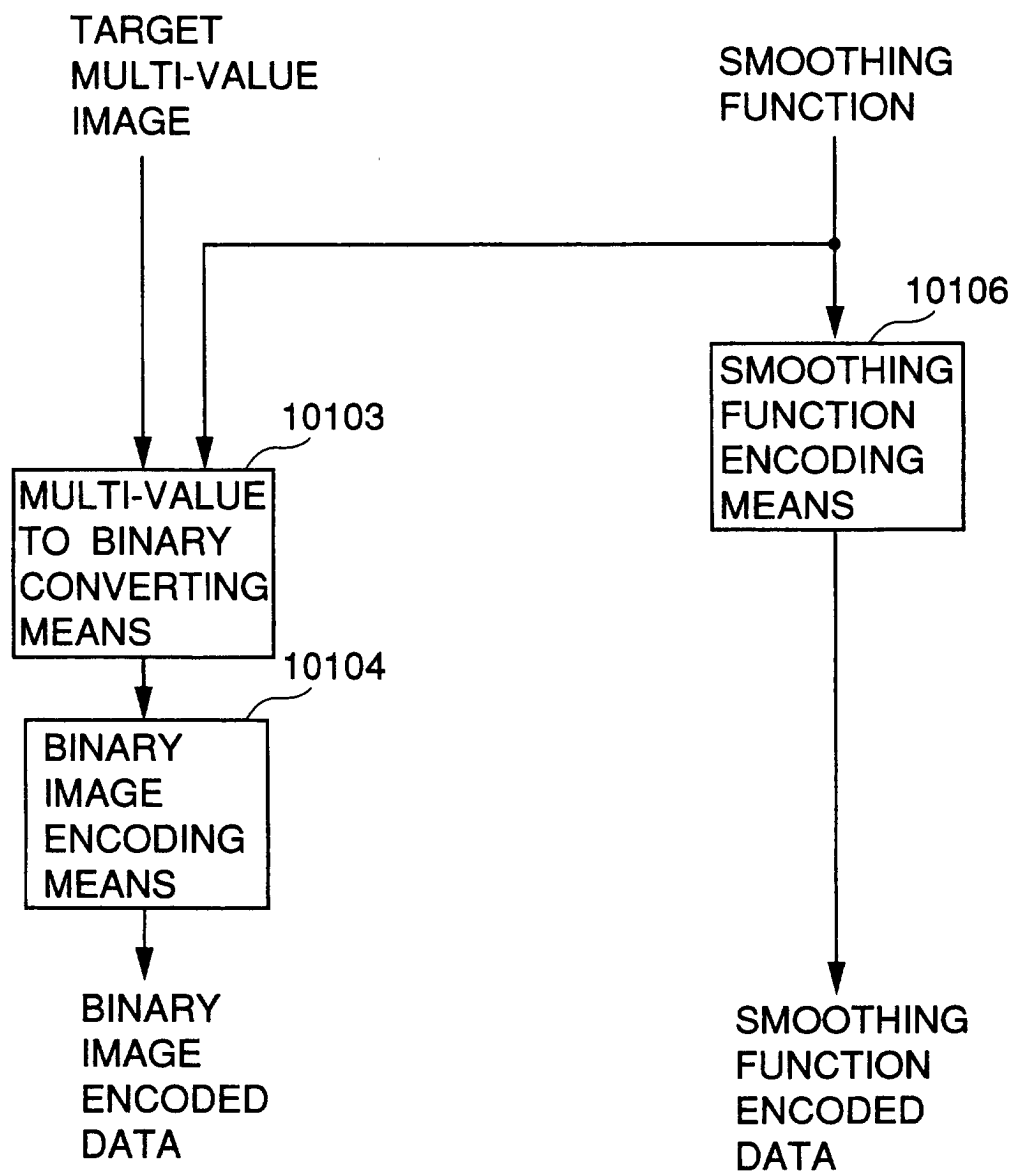 TARGET
MULTI-VALUE
IMAGE
SMOOTHING
FUNCTION
10106
SMOOTHING
FUNCTION
ENCODING
MEANS
10103
MULTI-VALUE
TO BINARY
CONVERTING
MEANS
10104
BINARY
IMAGE
ENCODING
MEANS
BINARY
IMAGE
ENCODED
DATA
SMOOTHING
FUNCTION
ENCODED
DATA